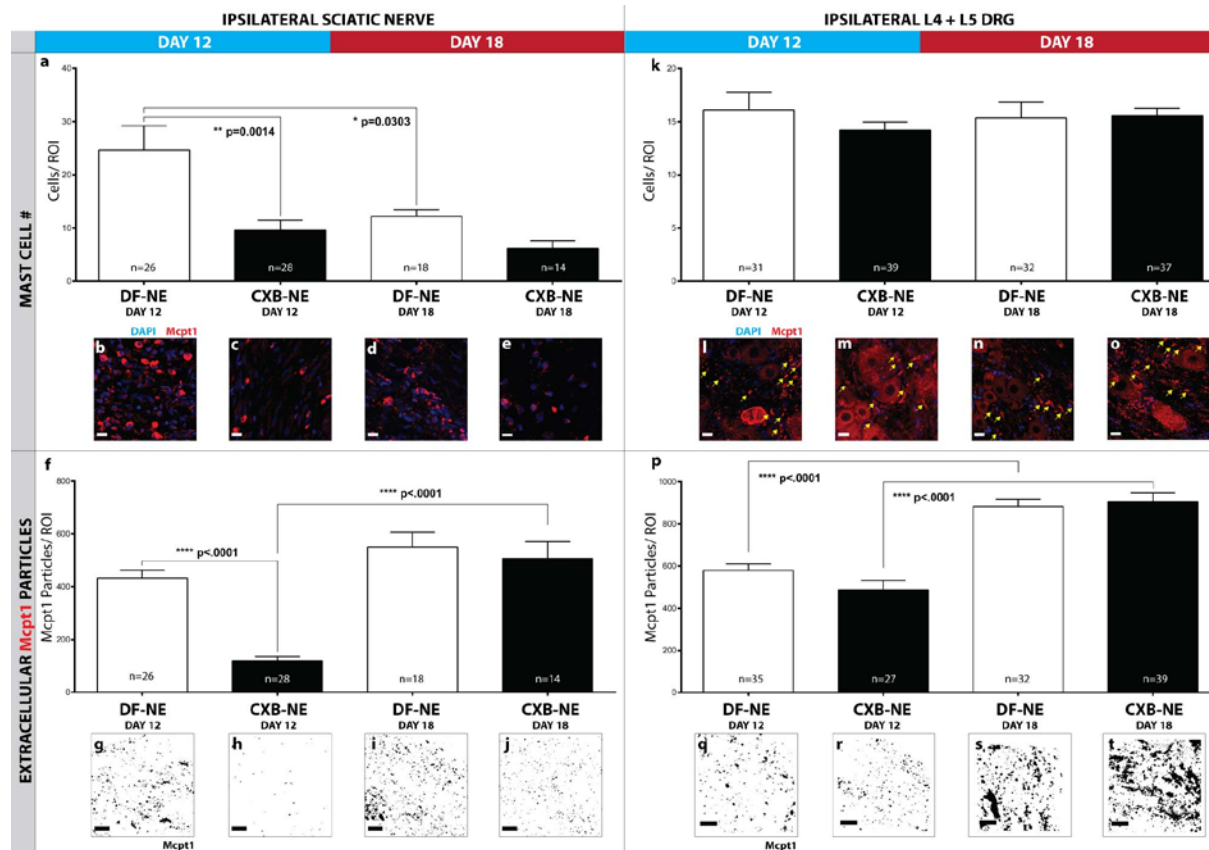 IPSILATERAL SCIATIC NERVE
DAY 12 DAY 18
MAST CELL #
a
Cells/ ROI
40
30
20
10
0
** p=0.0014
* p=0.0303
n=26 n=28 n=18 n=14
DF-NE CXB-NE DF-NE CXB-NE
DAY 12 DAY 12 DAY 18 DAY 18
DAPI Mcpt1
b c d e
EXTRACELLULAR Mcpt1 PARTICLES
f
Mcpt1 Particles/ ROI
800
600
400
200
0
**** p<.0001
**** p<.0001
n=26 n=28 n=18 n=14
DF-NE CXB-NE DF-NE CXB-NE
DAY 12 DAY 12 DAY 18 DAY 18
g h i j
Mcpt1
IPSILATERAL L4 + L5 DRG
DAY 12 DAY 18
k
Cells/ ROI
20
15
10
5
0
n=31 n=39 n=32 n=37
DF-NE CXB-NE DF-NE CXB-NE
DAY 12 DAY 12 DAY 18 DAY 18
DAPI Mcpt1
l m n o
p
Mcpt1 Particles/ ROI
1000
800
600
400
200
0
**** p<.0001
**** p<.0001
n=35 n=27 n=32 n=39
DF-NE CXB-NE DF-NE CXB-NE
DAY 12 DAY 12 DAY 18 DAY 18
q r s t
Mcpt1